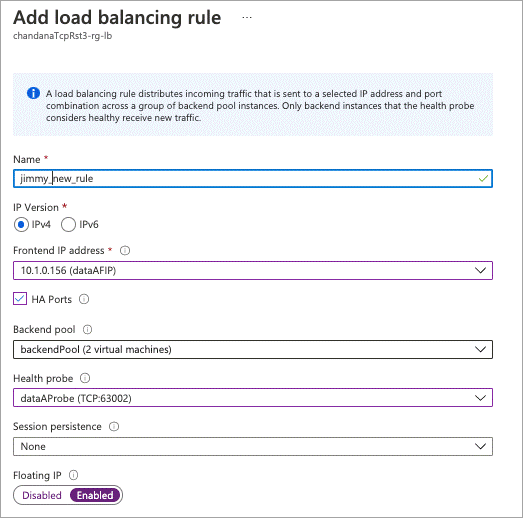 Add load balancing rule ...
chandanaTcpRst3-rg-lb
A load balancing rule distributes incoming traffic that is sent to a selected IP address and port
combination across a group of backend pool instances. Only backend instances that the health probe
considers healthy receive new traffic.
Name *
jimmy_new_rule
IP Version *
IPv4 IPv6
Frontend IP address *
10.1.0.156 (dataAFIP)
HA Ports
Backend pool
backendPool (2 virtual machines)
Health probe
dataAProbe (TCP:63002)
Session persistence
None
Floating IP
Disabled Enabled